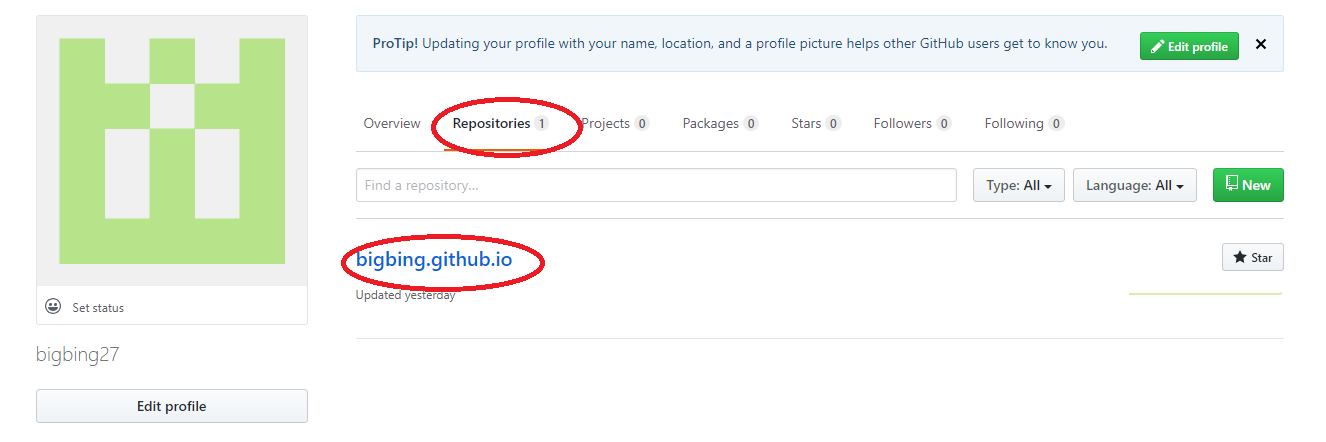 ProTip! Updating your profile with your name, location, and a profile picture helps other GitHub users get to know you.
Edit profile
Overview Repositories 1 Projects 0 Packages 0 Stars 0 Followers 0 Following 0
Find a repository...
Type: All
Language: All
New
bigbing.github.io
Star
Updated yesterday
Set status
bigbing27
Edit profile